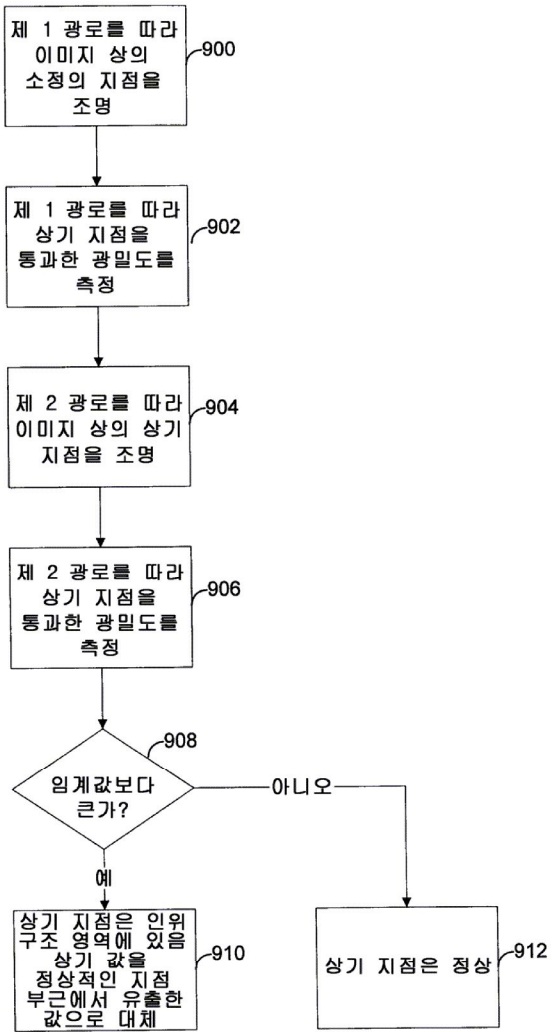 제 1 광로를 따라
이미지 상의
소정의 지점을
조명
900
제 1 광로를 따라
상기 지점을
통과한 광밀도를
측정
902
제 2 광로를 따라
이미지 상의 상기
지점을 조명
904
제 2 광로를 따라
상기 지점을
통과한 광밀도를
측정
906
임계값보다
큰가?
908
아니오
예
상기 지점은 인위
구조 영역에 있음
상기 값을
정상적인 지점
부근에서 유출한
값으로 대체
910
상기 지점은 정상
912